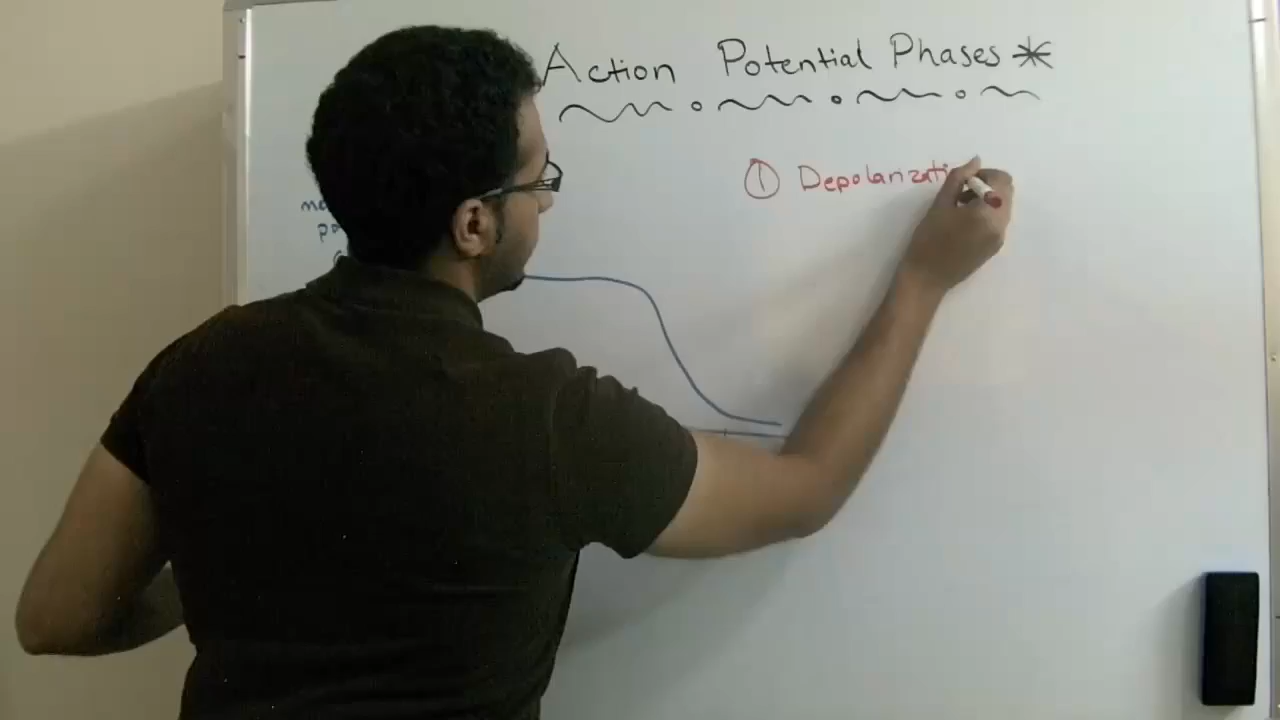 Action Potential Phases *
① Depolarizati